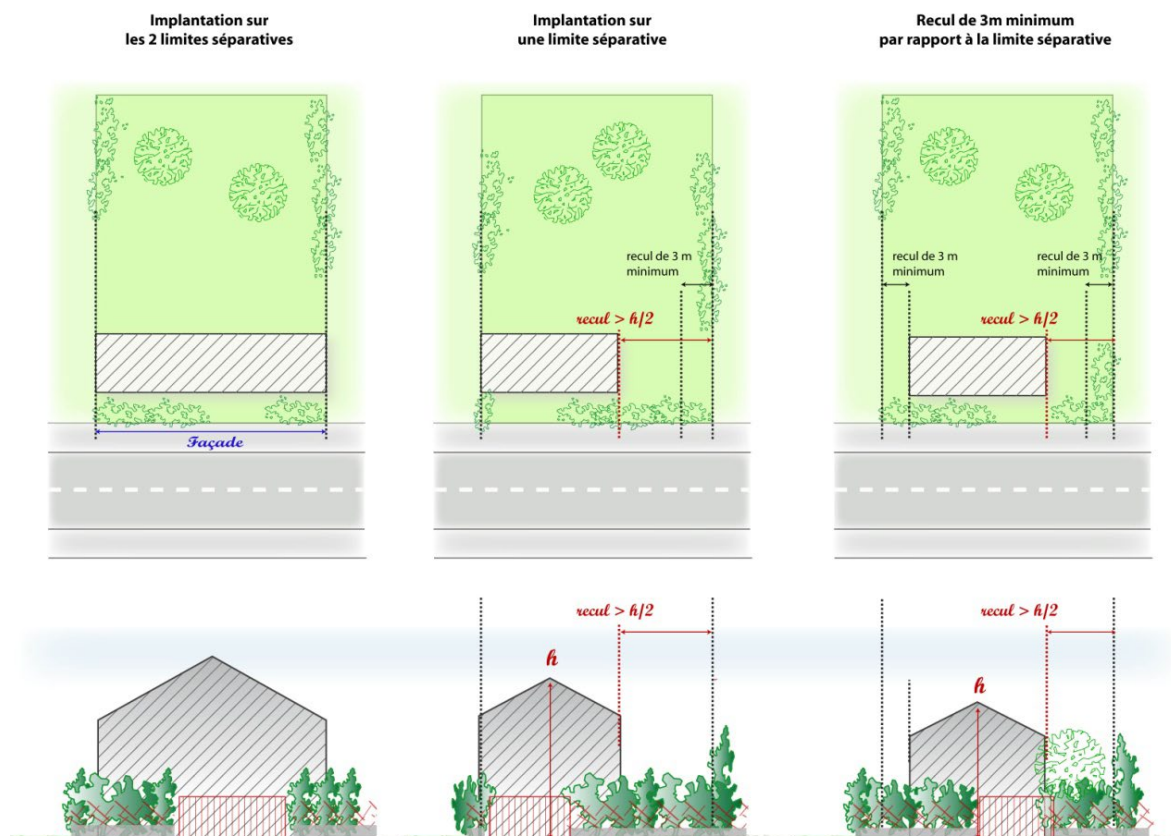 Implantation sur
les 2 limites séparatives
Implantation sur
une limite séparative
Recul de 3m minimum
par rapport à la limite séparative
recul de 3 m
minimum
recul de 3 m
minimum
recul de 3 m
minimum
recul > h/2
recul > h/2
Façade
recul > h/2
recul > h/2
h
h